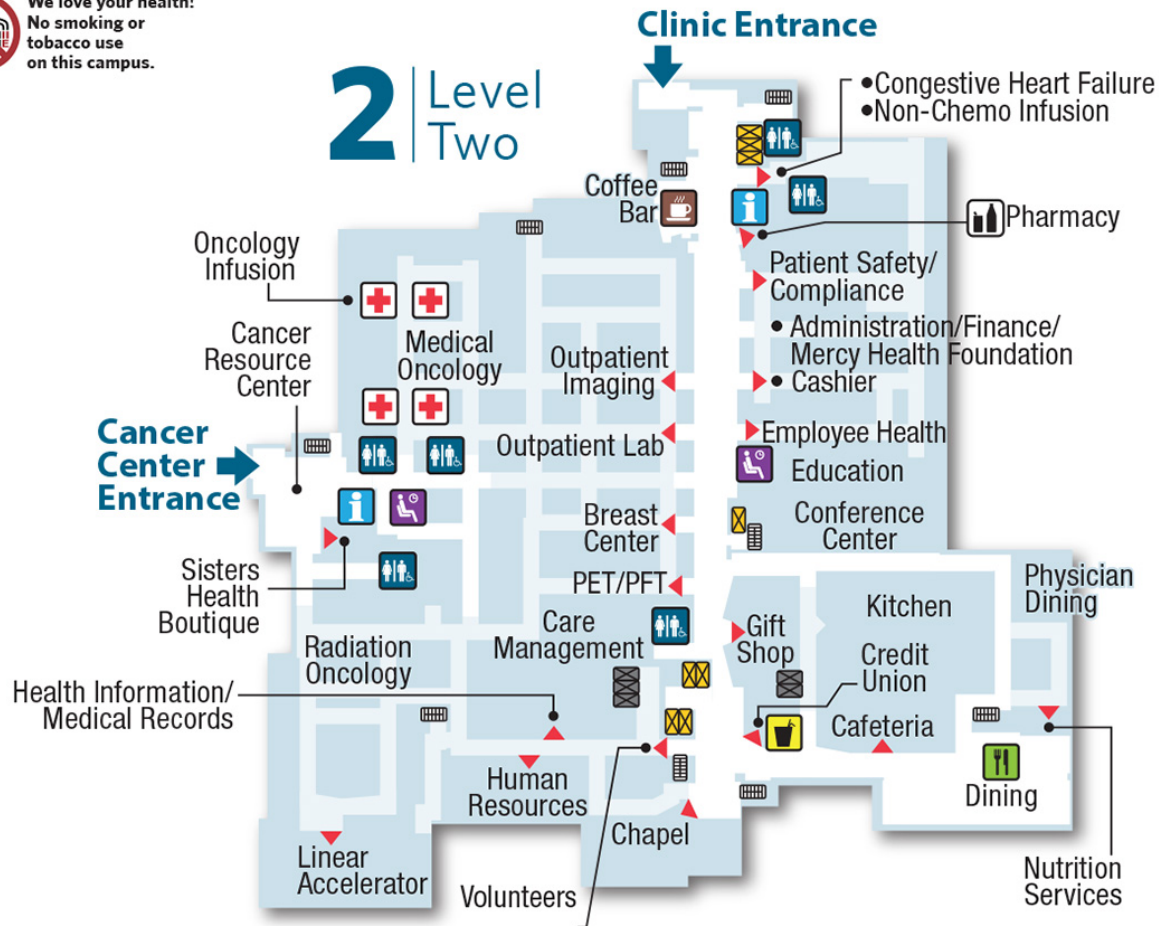 We love your health!
No smoking or
tobacco use
on this campus.
Clinic Entrance
2
Level
Two
•Congestive Heart Failure
•Non-Chemo Infusion
Coffee
Bar
i
Pharmacy
Oncology
Infusion
Patient Safety/
Compliance
Cancer
Resource
Center
Medical
Oncology
Outpatient
Imaging
• Administration/Finance/
Mercy Health Foundation
• Cashier
Cancer
Center
Entrance
Outpatient Lab
Employee Health
Education
i
Breast
Center
Conference
Center
Sisters
Health
Boutique
PET/PFT
Physician
Dining
Kitchen
Care
Management
Gift
Shop
Radiation
Oncology
Credit
Union
Health Information/
Medical Records
Cafeteria
Human
Resources
Dining
Chapel
Linear
Accelerator
Volunteers
Nutrition
Services